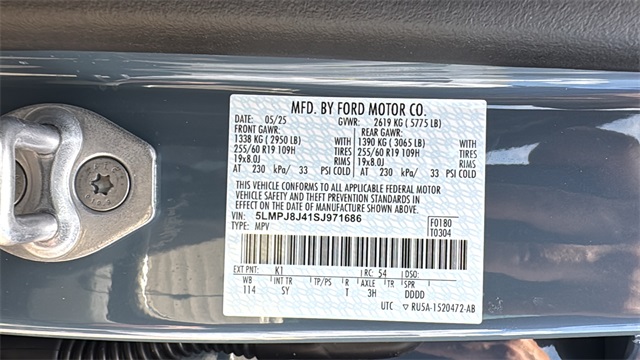 MFD. BY FORD MOTOR CO.
DATE: 05/25 GVWR: 2619 KG ( 5775 LB)
FRONT GAWR: REAR GAWR:
1338 KG ( 2950 LB) WITH 1390 KG ( 3065 LB) WITH
255/60 R19 109H TIRES 255/60 R19 109H TIRES
19x8.0J RIMS 19x8.0J RIMS
AT 230 kPa/ 33 PSI COLD AT 230 kPa/ 33 PSI COLD
THIS VEHICLE CONFORMS TO ALL APPLICABLE FEDERAL MOTOR
VEHICLE SAFETY AND THEFT PREVENTION STANDARDS IN
EFFECT ON THE DATE OF MANUFACTURE SHOWN ABOVE.
VIN: 5LMPJ8J41SJ971686 F0180
TYPE: MPV T0304
EXT PNT: K1 RC: 54 DSO:
WB INT TR TP/PS R AXLE TR SPR
114 SY T 3H DDDD
UTC RU5A-1520472-AB